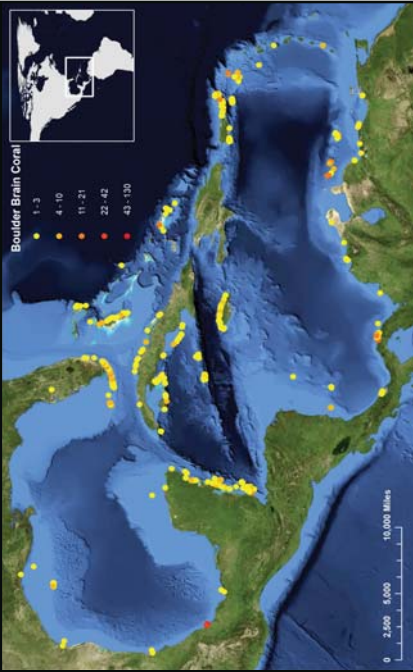 Boulder Brain Coral
1 - 3
4 - 10
11 - 21
22 - 42
43 - 130
0 2,500 5,000 10,000 Miles